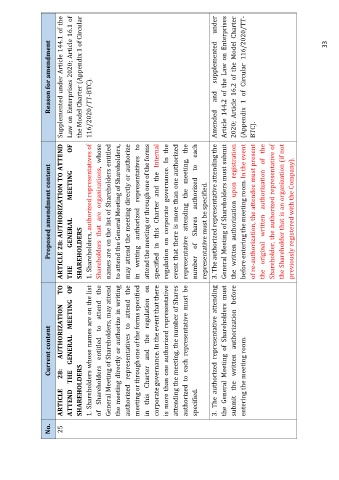 No.
Current content
Proposed amendment content
Reason for amendment
25
ARTICLE 28: AUTHORIZATION TO
ATTEND THE GENERAL MEETING OF
SHAREHOLDERS
1. Shareholders whose names are on the list
of Shareholders entitled to attend the
General Meeting of Shareholders, may attend
the meeting directly or authorize in writing
authorized representatives to attend the
meeting or through one of the forms specified
in this Charter and the regulation on
corporate governance. In the event that there
is more than one authorized representative
attending the meeting, the number of Shares
authorized to each representative must be
specified.
ARTICLE 28: AUTHORIZATION TO ATTEND
THE GENERAL MEETING OF
SHAREHOLDERS
1. Shareholders, authorized representatives of
Shareholders that are organizations, whose
names are on the list of Shareholders entitled
to attend the General Meeting of Shareholders,
may attend the meeting directly or authorize
in writing authorized representatives to
attend the meeting or through one of the forms
specified in this Charter and the Internal
regulation on corporate governance. In the
event that there is more than one authorized
representative attending the meeting, the
number of Shares authorized to each
representative must be specified.
Supplemented under Article 144.1 of the
Law on Enterprises 2020; Article 16.1 of
the Model Charter (Appendix 1 of Circular
116/2020/TT-BTC).
3. The authorized representative attending
the General Meeting of Shareholders must
submit the written authorization before
entering the meeting room.
3. The authorized representative attending the
General Meeting of Shareholders must submit
the written authorization upon registration
before entering the meeting room. In the event
of re-authorization, the attendee must present
the original written authorization of the
Shareholder, the authorized representative of
the Shareholder that is an organization (if not
previously registered with the Company).
Amended and supplemented under
Article 144.2 of the Law on Enterprises
2020; Article 16.2 of the Model Charter
(Appendix 1 of Circular 116/2020/TT-
BTC).
33